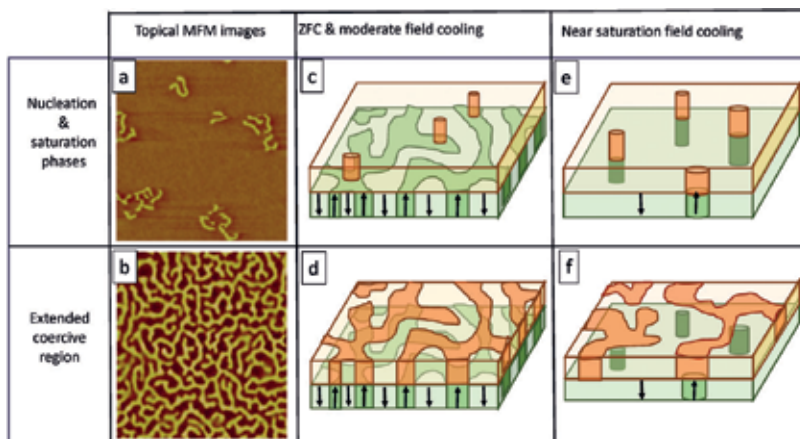 Topical MFM images
ZFC & moderate field cooling
Near saturation field cooling
Nucleation
&
saturation
phases
a
c
e
Extended
coercive
region
b
d
f